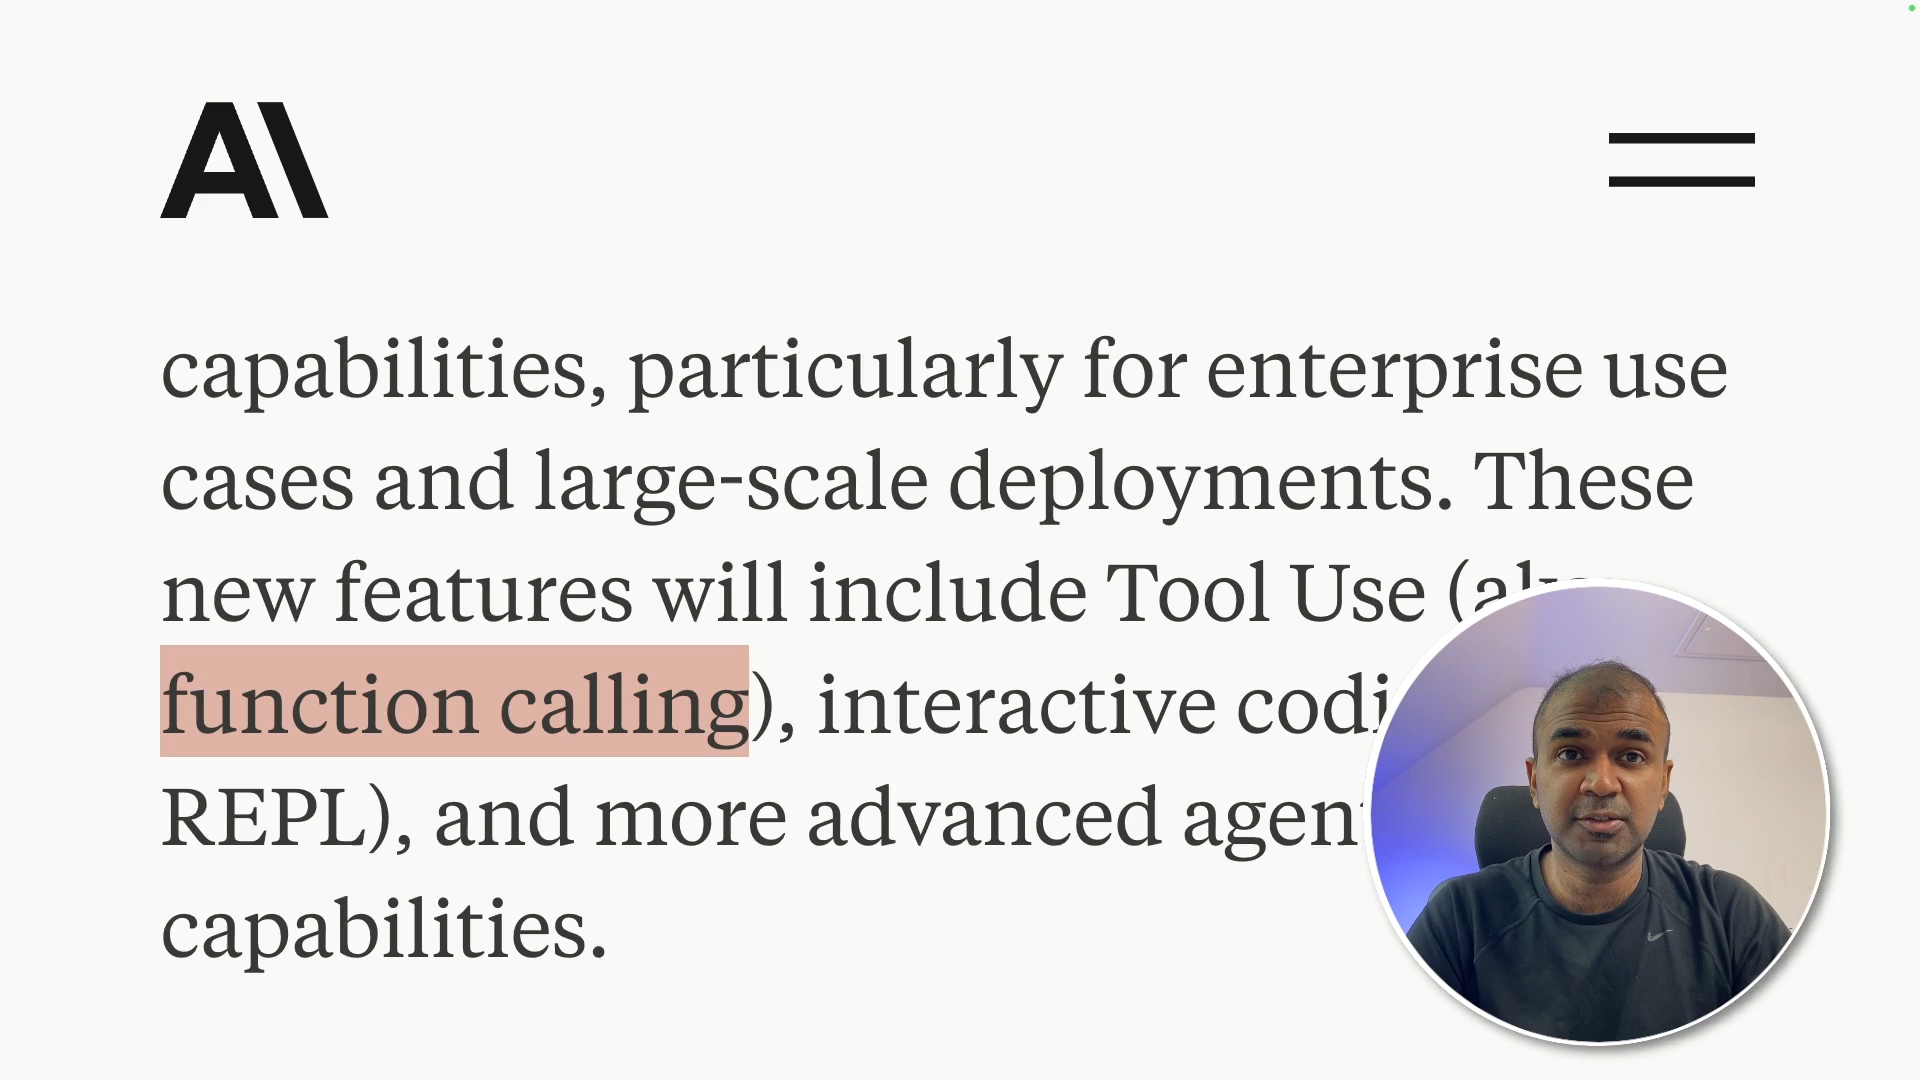 A\
capabilities, particularly for enterprise use
cases and large-scale deployments. These
new features will include Tool Use (aka
function calling), interactive
REPL), and more advanced
capabilities.